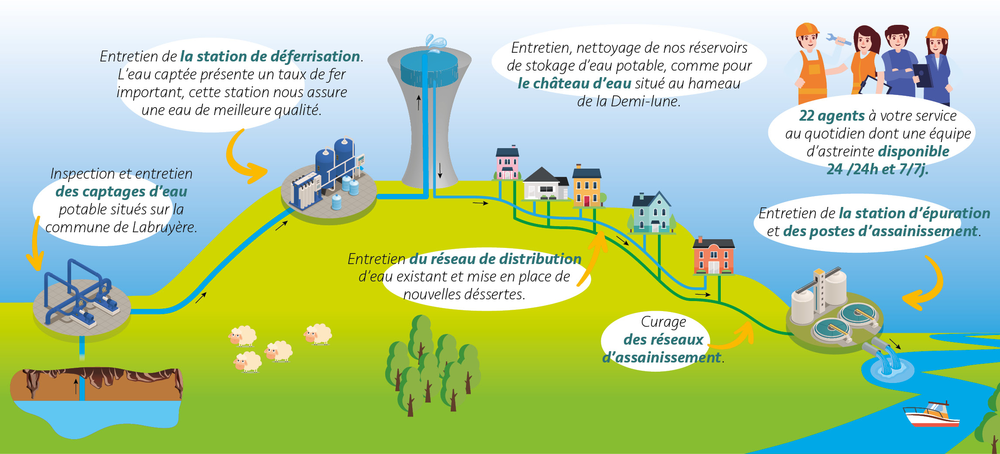 Entretien de la station de déferrisation.
L'eau captée présente un taux de fer
important, cette station nous assure
une eau de meilleure qualité.
Inspection et entretien
des captages d'eau
potable situés sur la
commune de Labruyère.
Entretien, nettoyage de nos réservoirs
de stokage d'eau potable, comme pour
le château d'eau situé au hameau
de la Demi-lune.
22 agents à votre service
au quotidien dont une équipe
d'astreinte disponible
24 /24h et 7/7j.
Entretien de la station d'épuration
et des postes d'assainissement.
Entretien du réseau de distribution
d'eau existant et mise en place de
nouvelles déssertes.
Curage
des réseaux
d'assainissement.